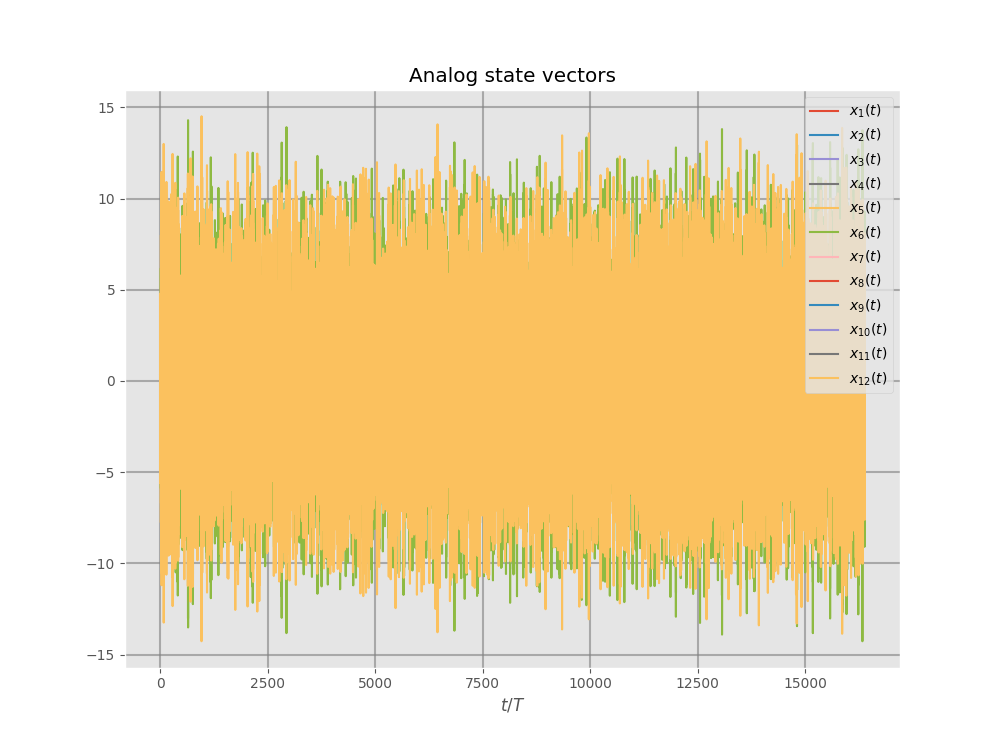 Analog state vectors
15
10
5
0
−5
−10
−15
0 2500 5000 7500 10000 12500 15000
t/T
x₁(t)
x₂(t)
x₃(t)
x₄(t)
x₅(t)
x₆(t)
x₇(t)
x₈(t)
x₉(t)
x₁₀(t)
x₁₁(t)
x₁₂(t)